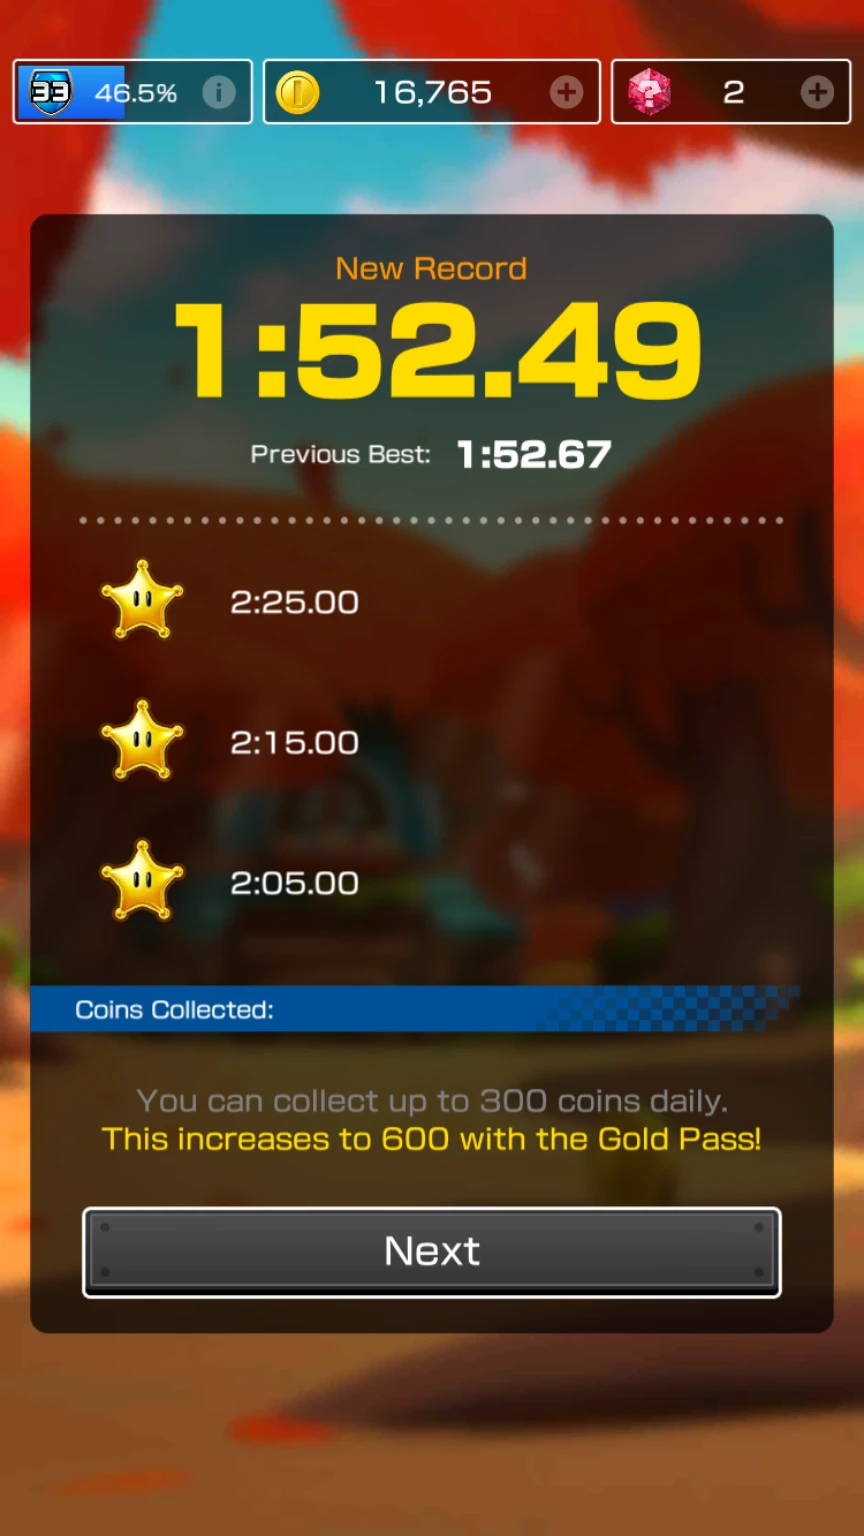 33 46.5% i 16,765 + ? 2 +
New Record
1:52.49
Previous Best: 1:52.67
2:25.00
2:15.00
2:05.00
Coins Collected:
You can collect up to 300 coins daily.
This increases to 600 with the Gold Pass!
Next